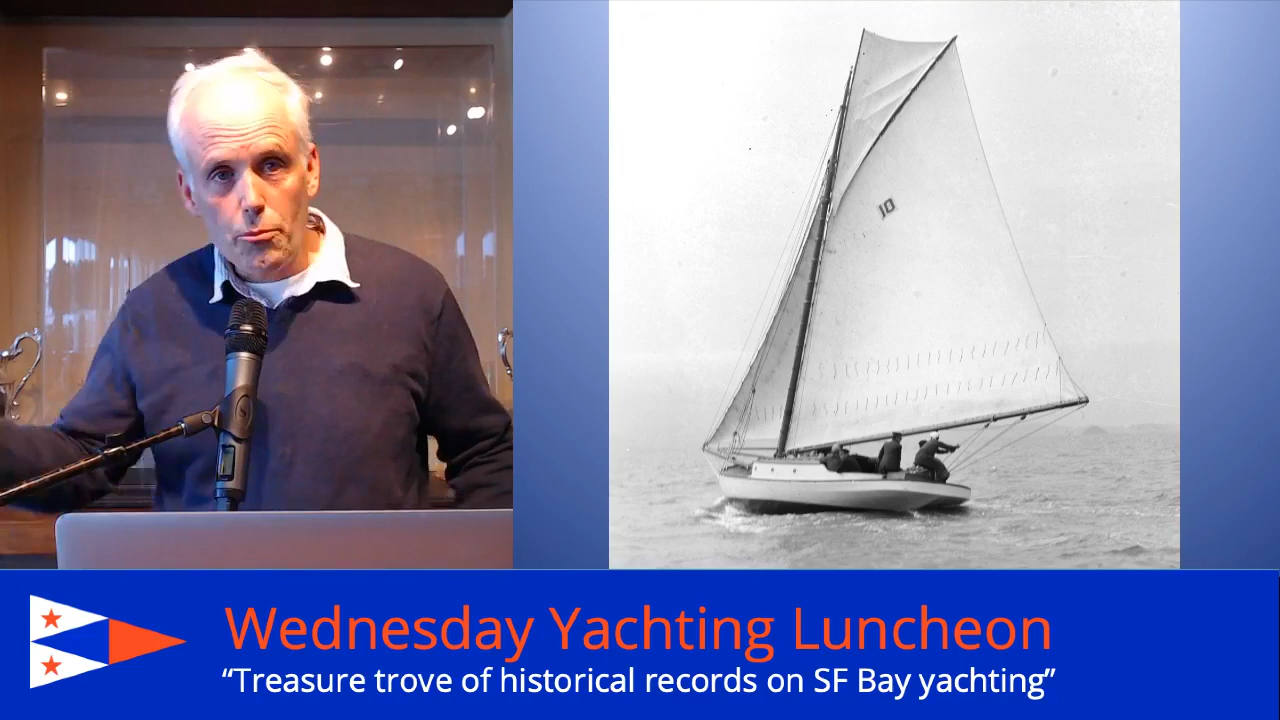 10
Wednesday Yachting Luncheon
“Treasure trove of historical records on SF Bay yachting”